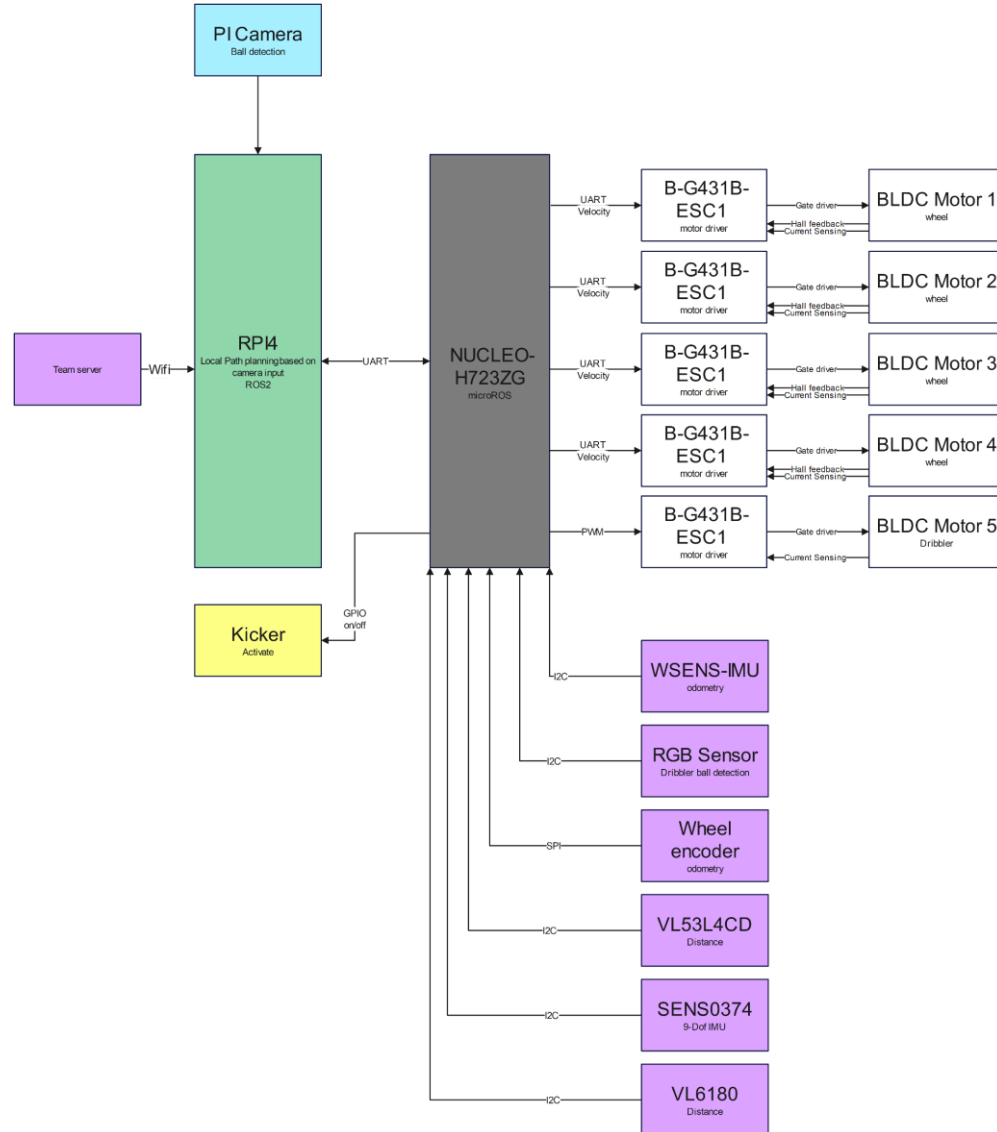 PI Camera
Ball detection
B-G431B-
ESC1
motor driver
Gate driver
Hall feedback
Current Sensing
BLDC Motor 1
wheel
UART
Velocity
B-G431B-
ESC1
motor driver
Gate driver
Hall feedback
Current Sensing
BLDC Motor 2
wheel
UART
Velocity
Team server
Wifi
RPI4
Local Path planning based on
camera input
ROS2
UART
NUCLEO-
H723ZG
microROS
UART
Velocity
B-G431B-
ESC1
motor driver
Gate driver
Hall feedback
Current Sensing
BLDC Motor 3
wheel
UART
Velocity
B-G431B-
ESC1
motor driver
Gate driver
Hall feedback
Current Sensing
BLDC Motor 4
wheel
PWM
B-G431B-
ESC1
motor driver
Gate driver
Current Sensing
BLDC Motor 5
Dribbler
GPIO
on/off
Kicker
Activate
I2C
WSENS-IMU
odometry
I2C
RGB Sensor
Dribbler ball detection
SPI
Wheel
encoder
odometry
I2C
VL53L4CD
Distance
I2C
SENS0374
9-Dof IMU
I2C
VL6180
Distance